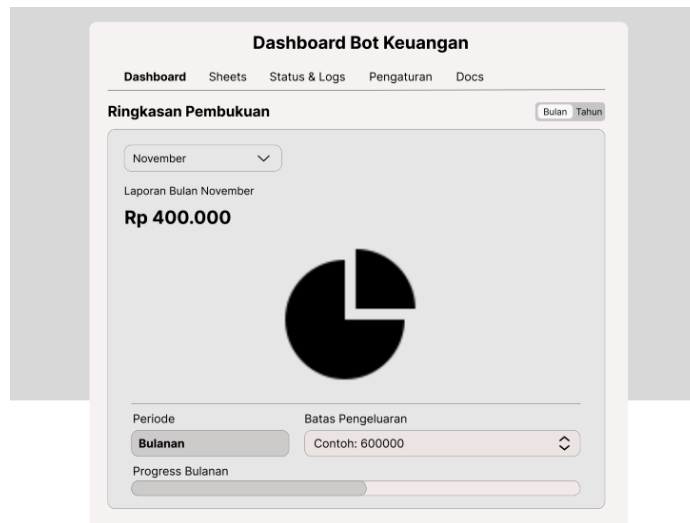 Dashboard Bot Keuangan
Dashboard Sheets Status & Logs Pengaturan Docs
Ringkasan Pembukuan Bulan Tahun
November
Laporan Bulan November
Rp 400.000
Periode Batas Pengeluaran
Bulanan Contoh: 600000
Progress Bulanan